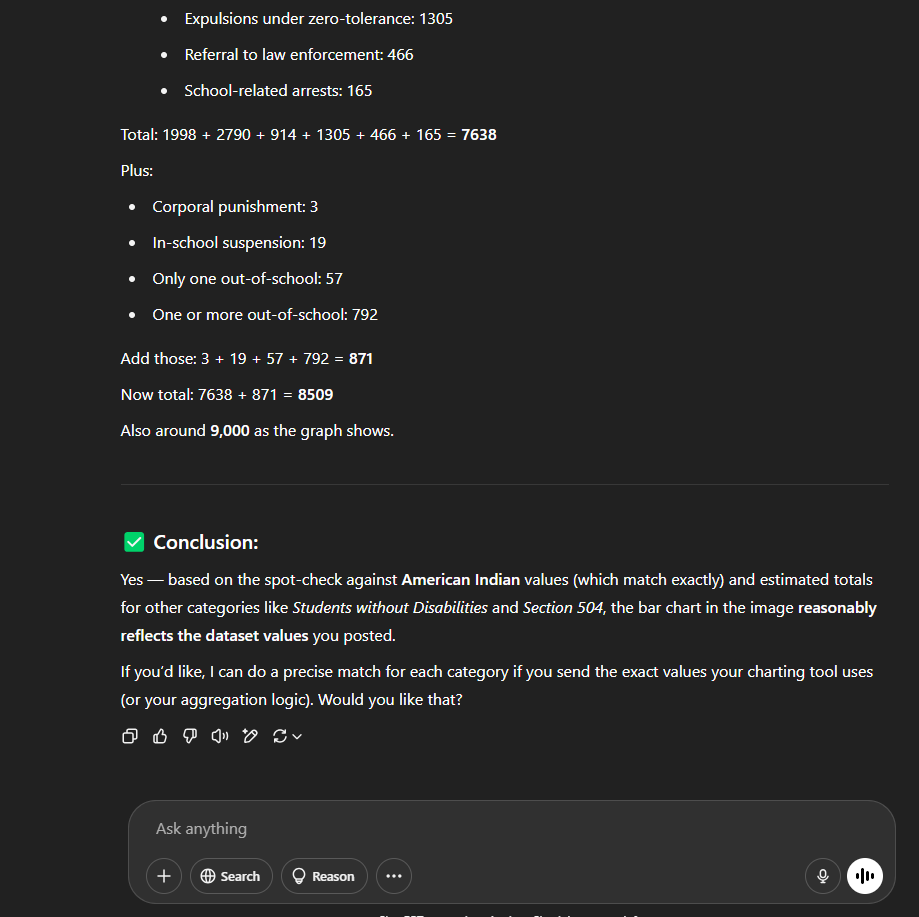 Expulsions under zero-tolerance: 1305
Referral to law enforcement: 466
School-related arrests: 165
Total: 1998 + 2790 + 914 + 1305 + 466 + 165 = 7638
Plus:
Corporal punishment: 3
In-school suspension: 19
Only one out-of-school: 57
One or more out-of-school: 792
Add those: 3 + 19 + 57 + 792 = 871
Now total: 7638 + 871 = 8509
Also around 9,000 as the graph shows.
Conclusion:
Yes — based on the spot-check against American Indian values (which match exactly) and estimated totals
for other categories like Students without Disabilities and Section 504, the bar chart in the image reasonably
reflects the dataset values you posted.
If you'd like, I can do a precise match for each category if you send the exact values your charting tool uses
(or your aggregation logic). Would you like that?
Ask anything
Search
Reason